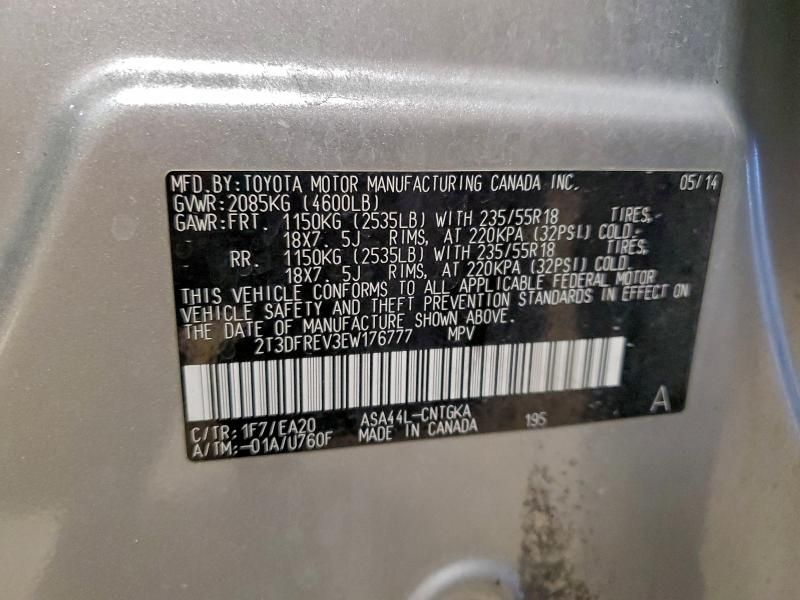 MFD.BY:TOYOTA MOTOR MANUFACTURING CANADA INC. 05/14
GVWR:2085KG (4600LB)
GAWR:FRT. 1150KG (2535LB) WITH 235/55R18 TIRES,
18X7. 5J RIMS, AT 220KPA (32PSI) COLD.
RR. 1150KG (2535LB) WITH 235/55R18 TIRES,
18X7. 5J RIMS, AT 220KPA (32PSI) COLD.
THIS VEHICLE CONFORMS TO ALL APPLICABLE FEDERAL MOTOR
VEHICLE SAFETY AND THEFT PREVENTION STANDARDS IN EFFECT ON
THE DATE OF MANUFACTURE SHOWN ABOVE.
2T3DFREV3EW176777 MPV
C/TR:1F7/EA20 ASA44L-CNTGKA 195 A
A/TM:-01A/U760F MADE IN CANADA